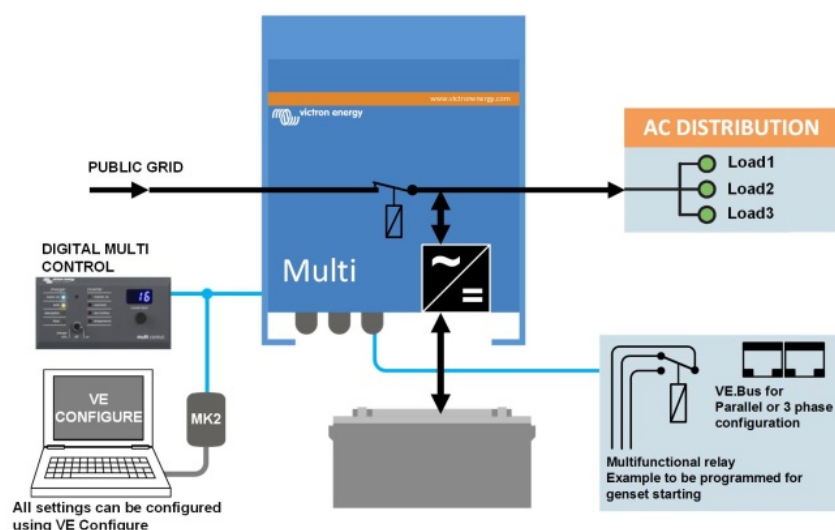 www.victronenergy.com
victron energy
AC DISTRIBUTION
Load1
Load2
Load3
PUBLIC GRID
Multi
DIGITAL MULTI
CONTROL
16
multi control
VE
CONFIGURE
MK2
All settings can be configured
using VE Configure
VE.Bus for
Parallel or 3 phase
configuration
Multifunctional relay
Example to be programmed for
genset starting